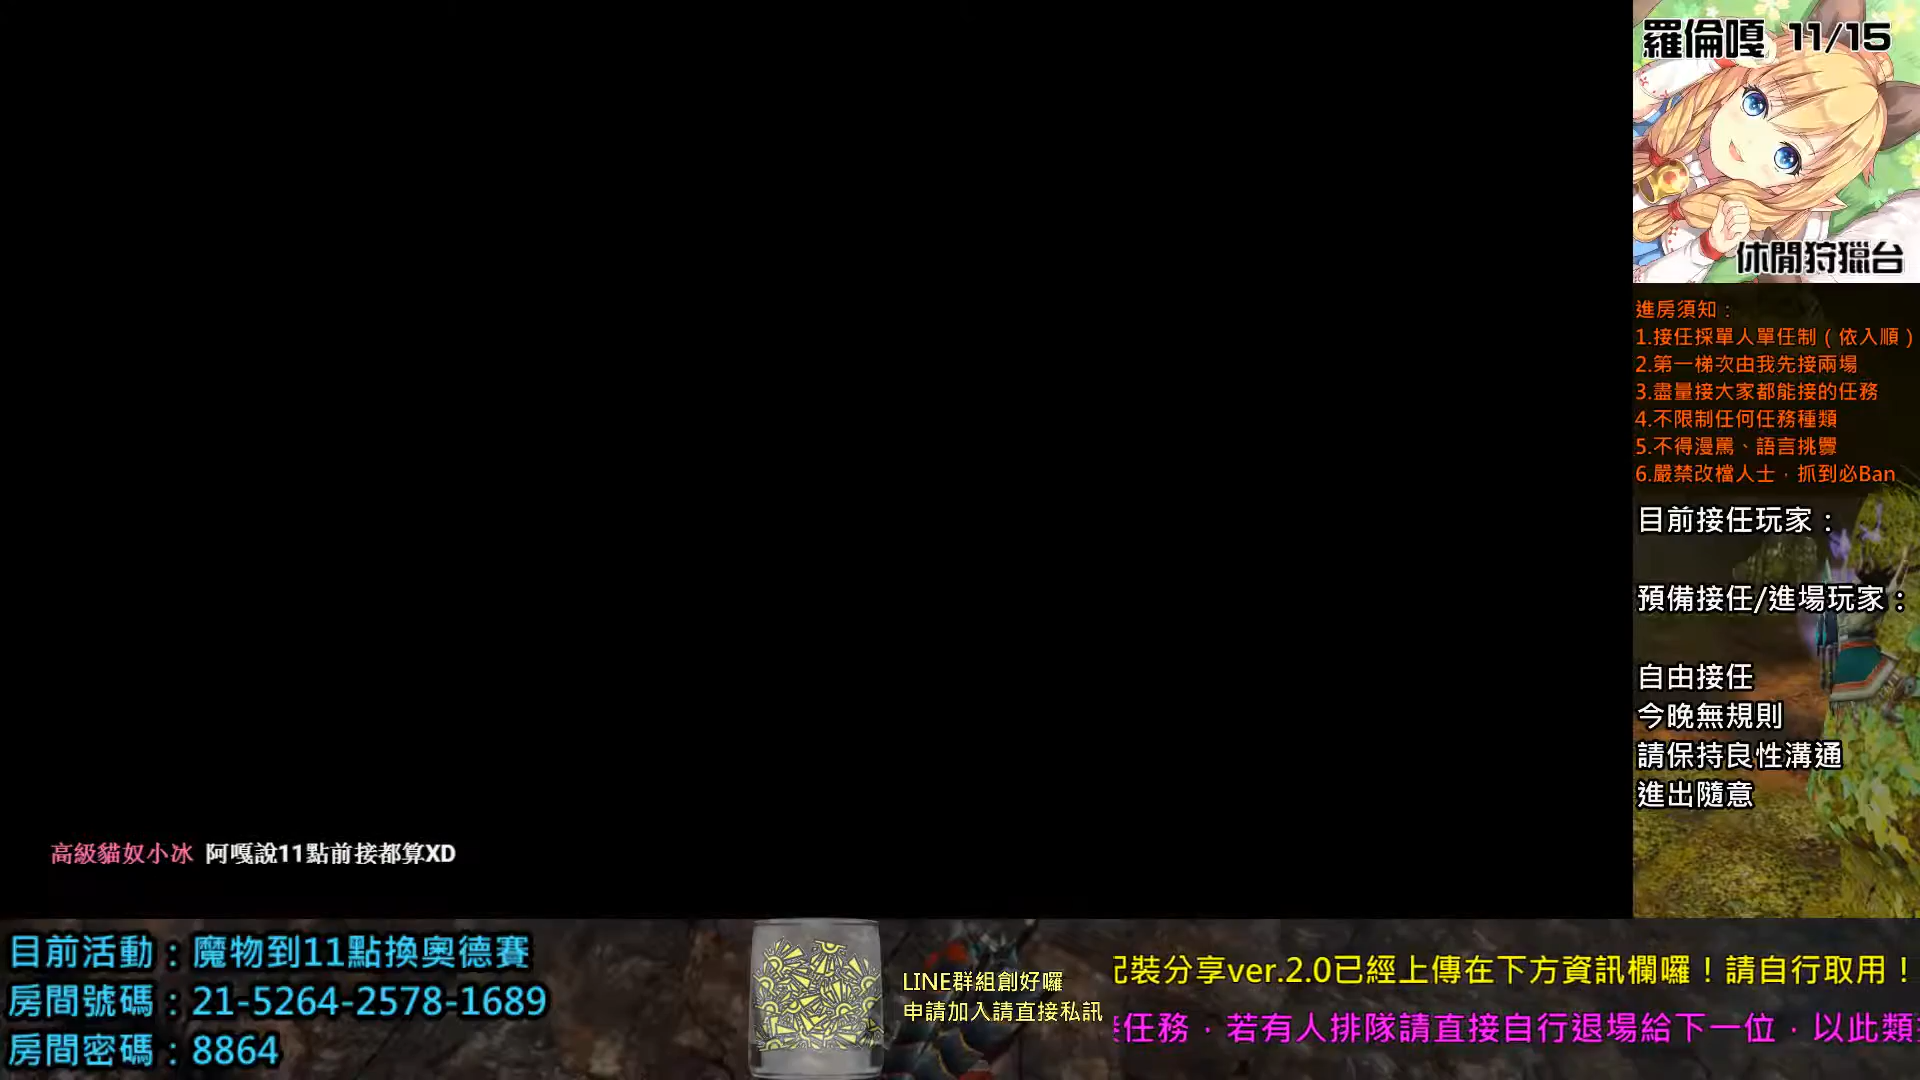 羅倫嘎 11/15
休閒狩獵台
進房須知：
1.接任採單人單任制（依入順）
2.第一梯次由我先接兩場
3.盡量接大家都能接的任務
4.不限制任何任務種類
5.不得漫罵、語言挑釁
6.嚴禁改檔人士，抓到必Ban
目前接任玩家：
預備接任/進場玩家：
自由接任
今晚無規則
請保持良性溝通
進出隨意
高級貓奴小冰 阿嘎說11點前接都算XD
目前活動：魔物到11點換奧德賽
房間號碼：21-5264-2578-1689
房間密碼：8864
LINE群組創好囉
申請加入請直接私訊
裝分享ver.2.0已經上傳在下方資訊欄囉！請自行取用！
任務，若有人排隊請直接自行退場給下一位，以此類